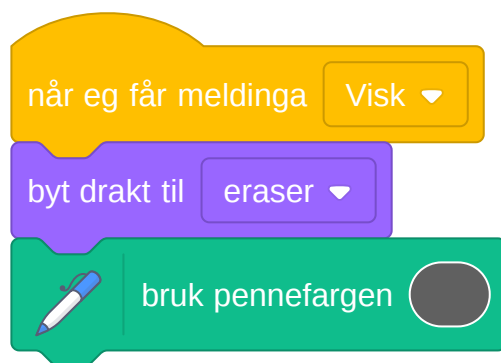 når eg får meldinga Visk
byt drakt til eraser
bruk pennefargen